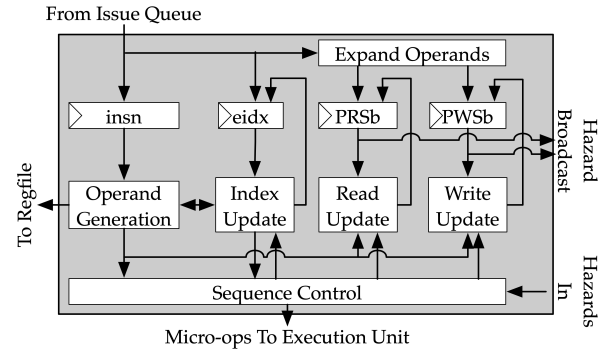 From Issue Queue
Expand Operands
insn
eidx
PRSb
PWSb
Hazard
Broadcast
To Regfile
Operand
Generation
Index
Update
Read
Update
Write
Update
Hazards
In
Sequence Control
Micro-ops To Execution Unit